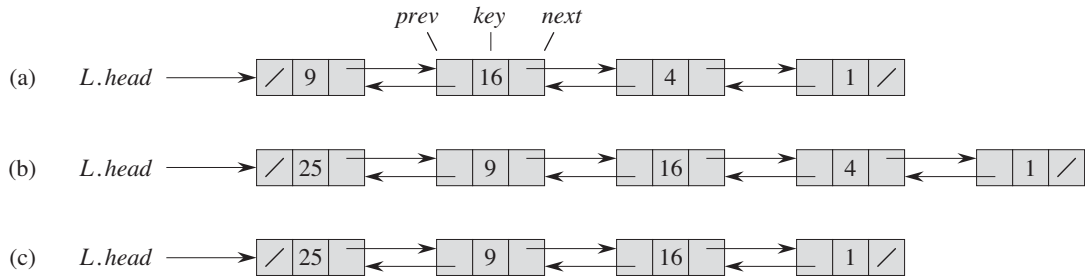 prev key next
(a) L.head / 9 16 4 1 /
(b) L.head / 25 9 16 4 1 /
(c) L.head / 25 9 16 1 /